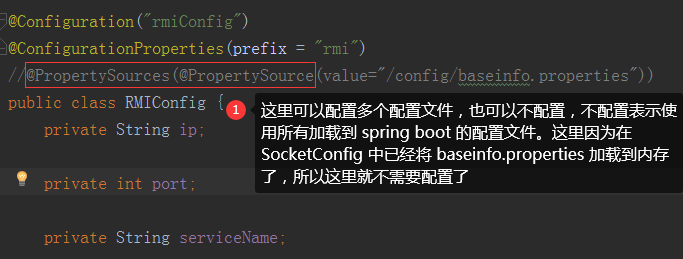 @Configuration("rmiConfig")
@ConfigurationProperties(prefix = "rmi")
//@PropertySources(@PropertySource(value="/config/baseinfo.properties"))
public class RMIConfig {
1 这里可以配置多个配置文件，也可以不配置，不配置表示使
用所有加载到 spring boot 的配置文件。这里因为在
SocketConfig 中已经将 baseinfo.properties 加载到内存
了，所以这里就不需要配置了
private String ip;
private int port;
private String serviceName;